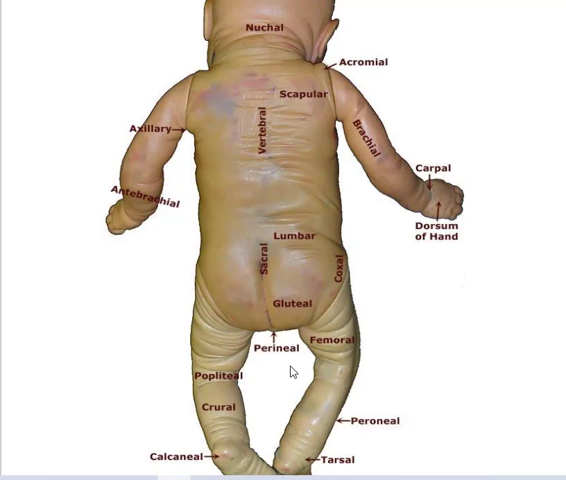 Nuchal
Acromial
Scapular
Vertebral
Axillary
Brachial
Carpal
Antebrachial
Dorsum
of Hand
Lumbar
Sacral
Coxal
Gluteal
Femoral
Perineal
Popliteal
Crural
Peroneal
Calcaneal
Tarsal